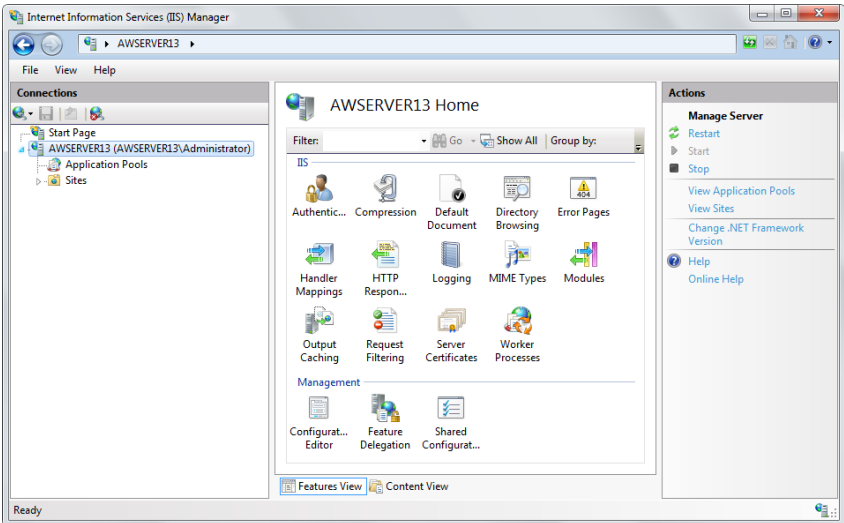 Internet Information Services (IIS) Manager
AWSERVER13
File View Help
Connections
Start Page
AWSERVER13 (AWSERVER13\Administrator)
Application Pools
Sites
AWSERVER13 Home
Filter: Go Show All Group by:
IIS
Authentic... Compression Default Document Directory Browsing Error Pages
404
Handler Mappings HTTP Respon... Logging MIME Types Modules
Output Caching Request Filtering Server Certificates Worker Processes
Management
Configurat... Editor Feature Delegation Shared Configurat...
Features View Content View
Actions
Manage Server
Restart
Start
Stop
View Application Pools
View Sites
Change .NET Framework
Version
Help
Online Help
Ready